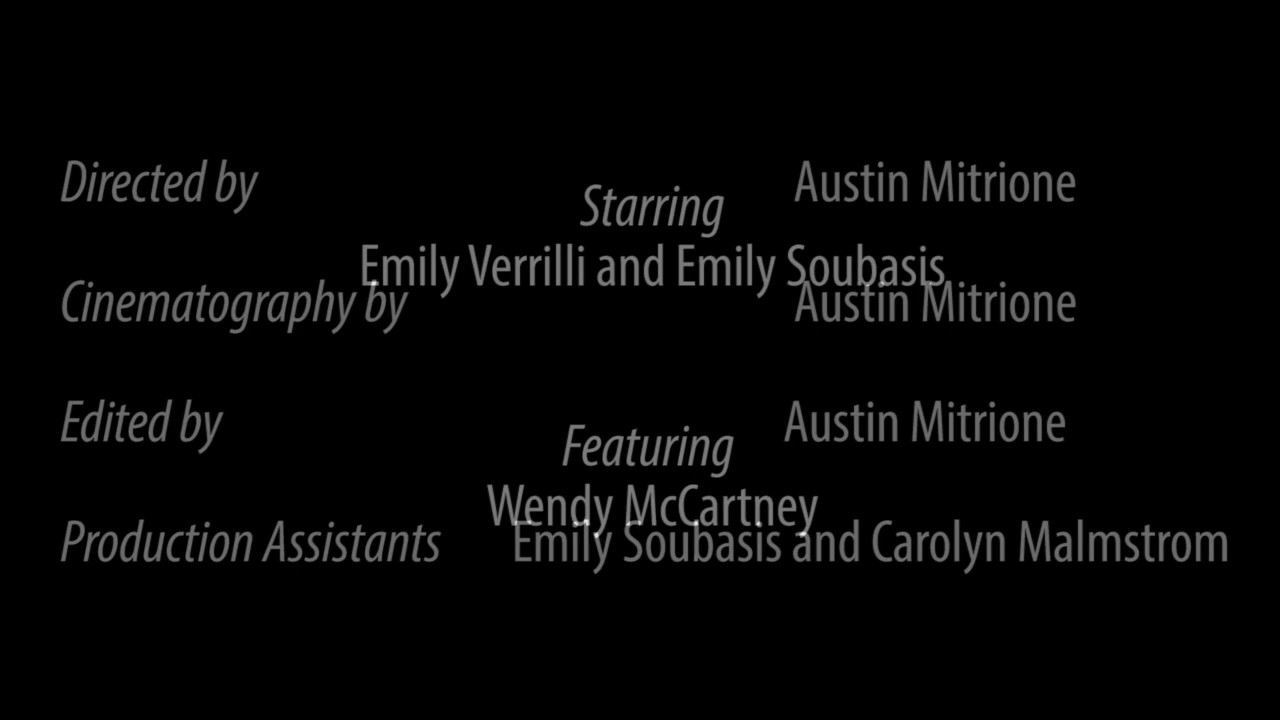 Directed by Austin Mitrione
Starring
Emily Verrilli and Emily Soubasis
Cinematography by Austin Mitrione
Edited by Austin Mitrione
Featuring
Wendy McCartney
Production Assistants Emily Soubasis and Carolyn Malmstrom